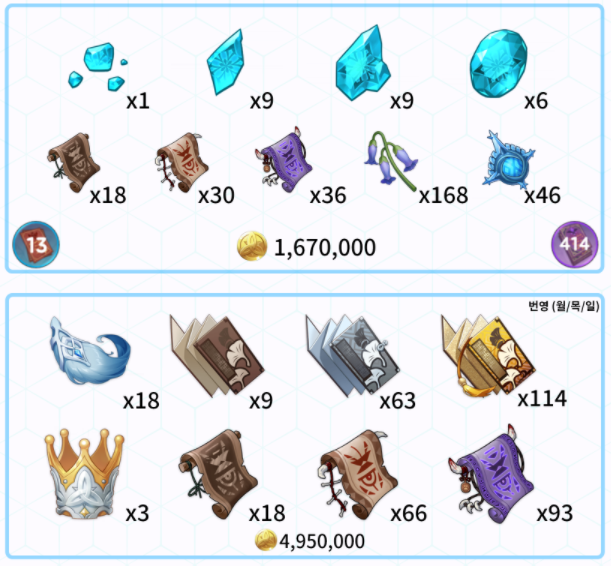 x1 x9 x9 x6
x18 x30 x36 x168 x46
13 1,670,000 414
번영 (월/목/일)
x18 x9 x63 x114
x3 x18 x66 x93
4,950,000